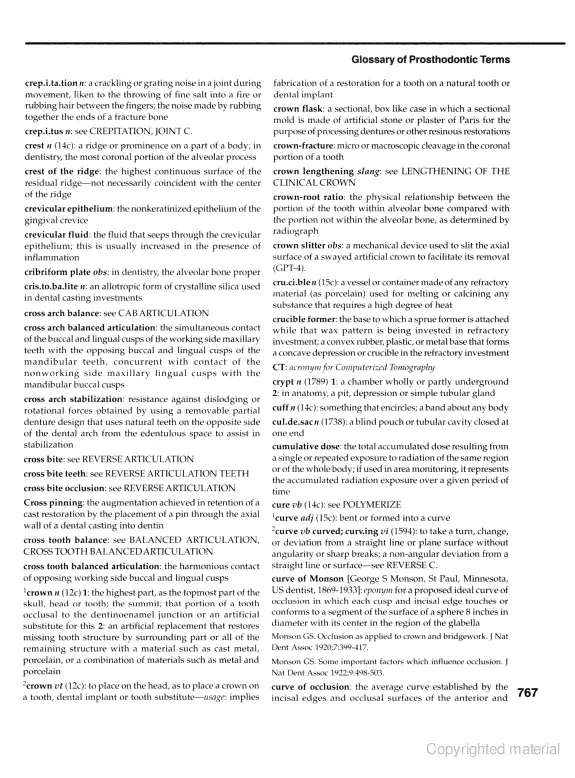 Glossary of Prosthodontic Terms
crep.i.ta.tion n: a crackling or grating noise in a joint during
movement, liken to the throwing of fine salt into a fire or
rubbing hair between the fingers; the noise made by rubbing
together the ends of a fracture bone
crep.i.tus n: see CREPITATION, JOINT C.
crest n (14c): a ridge or prominence on a part of a body; in
dentistry, the most coronal portion of the alveolar process
crest of the ridge: the highest continuous surface of the
residual ridge—not necessarily coincident with the center
of the ridge
crevicular epithelium: the nonkeratinized epithelium of the
gingival crevice
crevicular fluid: the fluid that seeps through the crevicular
epithelium; this is usually increased in the presence of
inflammation
cribriform plate obs: in dentistry, the alveolar bone proper
cris.to.ba.lite n: an allotropic form of crystalline silica used
in dental casting investments
cross arch balance: see CAB ARTICULATION
cross arch balanced articulation: the simultaneous contact
of the buccal and lingual cusps of the working side maxillary
teeth with the opposing buccal and lingual cusps of the
mandibular teeth, concurrent with contact of the
nonworking side maxillary lingual cusps with the
mandibular buccal cusps
cross arch stabilization: resistance against dislodging or
rotational forces obtained by using a removable partial
denture design that uses natural teeth on the opposite side
of the dental arch from the edentulous space to assist in
stabilization
cross bite: see REVERSE ARTICULATION
cross bite teeth: see REVERSE ARTICULATION TEETH
cross bite occlusion: see REVERSE ARTICULATION
Cross pinning: the augmentation achieved in retention of a
cast restoration by the placement of a pin through the axial
wall of a dental casting into dentin
cross tooth balance: see BALANCED ARTICULATION,
CROSS TOOTH BALANCED ARTICULATION
cross tooth balanced articulation: the harmonious contact
of opposing working side buccal and lingual cusps
¹crown n (12c) 1: the highest part, as the topmost part of the
skull, head or tooth; the summit; that portion of a tooth
occlusal to the dentinoenamel junction or an artificial
substitute for this 2: an artificial replacement that restores
missing tooth structure by surrounding part or all of the
remaining structure with a material such as cast metal,
porcelain, or a combination of materials such as metal and
porcelain
²crown vt (12c): to place on the head, as to place a crown on
a tooth, dental implant or tooth substitute—usage: implies
fabrication of a restoration for a tooth on a natural tooth or
dental implant
crown flask: a sectional, box like case in which a sectional
mold is made of artificial stone or plaster of Paris for the
purpose of processing dentures or other resinous restorations
crown-fracture: micro or macroscopic cleavage in the coronal
portion of a tooth
crown lengthening slang: see LENGTHENING OF THE
CLINICAL CROWN
crown-root ratio: the physical relationship between the
portion of the tooth within alveolar bone compared with
the portion not within the alveolar bone, as determined by
radiograph
crown slitter obs: a mechanical device used to slit the axial
surface of a swayed artificial crown to facilitate its removal
(GPT-4).
cru.ci.ble n (15c): a vessel or container made of any refractory
material (as porcelain) used for melting or calcining any
substance that requires a high degree of heat
crucible former: the base to which a sprue former is attached
while that wax pattern is being invested in refractory
investment; a convex rubber, plastic, or metal base that forms
a concave depression or crucible in the refractory investment
CT: acronym for Computerized Tomography
crypt n (1789) 1: a chamber wholly or partly underground
2: in anatomy, a pit, depression or simple tubular gland
cuff n (14c): something that encircles; a band about any body
cul.de.sac n (1738): a blind pouch or tubular cavity closed at
one end
cumulative dose: the total accumulated dose resulting from
a single or repeated exposure to radiation of the same region
or of the whole body; if used in area monitoring, it represents
the accumulated radiation exposure over a given period of
time
cure vb (14c): see POLYMERIZE
¹curve adj (15c): bent or formed into a curve
²curve vb curved; curv.ing vi (1594): to take a turn, change,
or deviation from a straight line or plane surface without
angularity or sharp breaks; a non-angular deviation from a
straight line or surface—see REVERSE C.
curve of Monson [George S Monson, St Paul, Minnesota,
US dentist, 1869-1933]: eponym for a proposed ideal curve of
occlusion in which each cusp and incisal edge touches or
conforms to a segment of the surface of a sphere 8 inches in
diameter with its center in the region of the glabella
Monson GS. Occlusion as applied to crown and bridgework. J Nat
Dent Assoc 1920;7:399-417.
Monson GS. Some important factors which influence occlusion. J
Nat Dent Assoc 1922;9:498-503.
curve of occlusion: the average curve established by the
incisal edges and occlusal surfaces of the anterior and
767
Copyrighted material